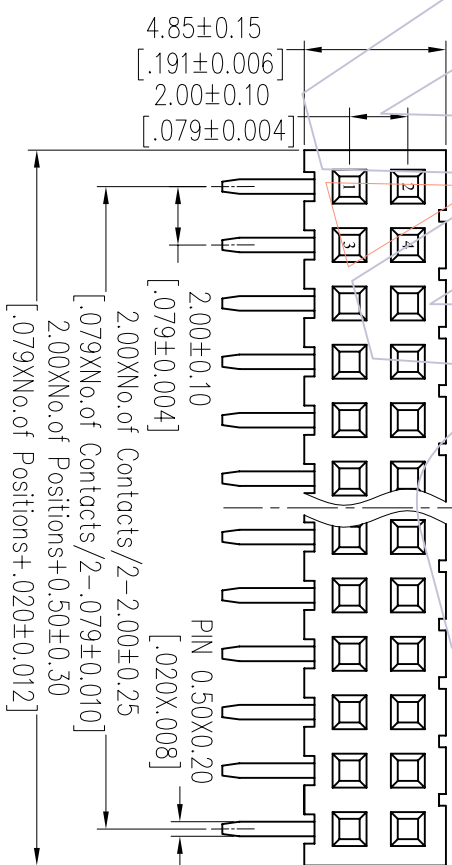 4.85±0.15
[.191±0.006]
2.00±0.10
[.079±0.004]
1
2
3
4
2.00±0.10
[.079±0.004]
2.00XNo.of Contacts/2-2.00±0.25
[.079XNo.of Contacts/2-.079±0.010]
2.00XNo.of Positions+0.50±0.30
[.079XNo.of Positions+.020±0.012]
PIN 0.50X0.20
[.020X.008]